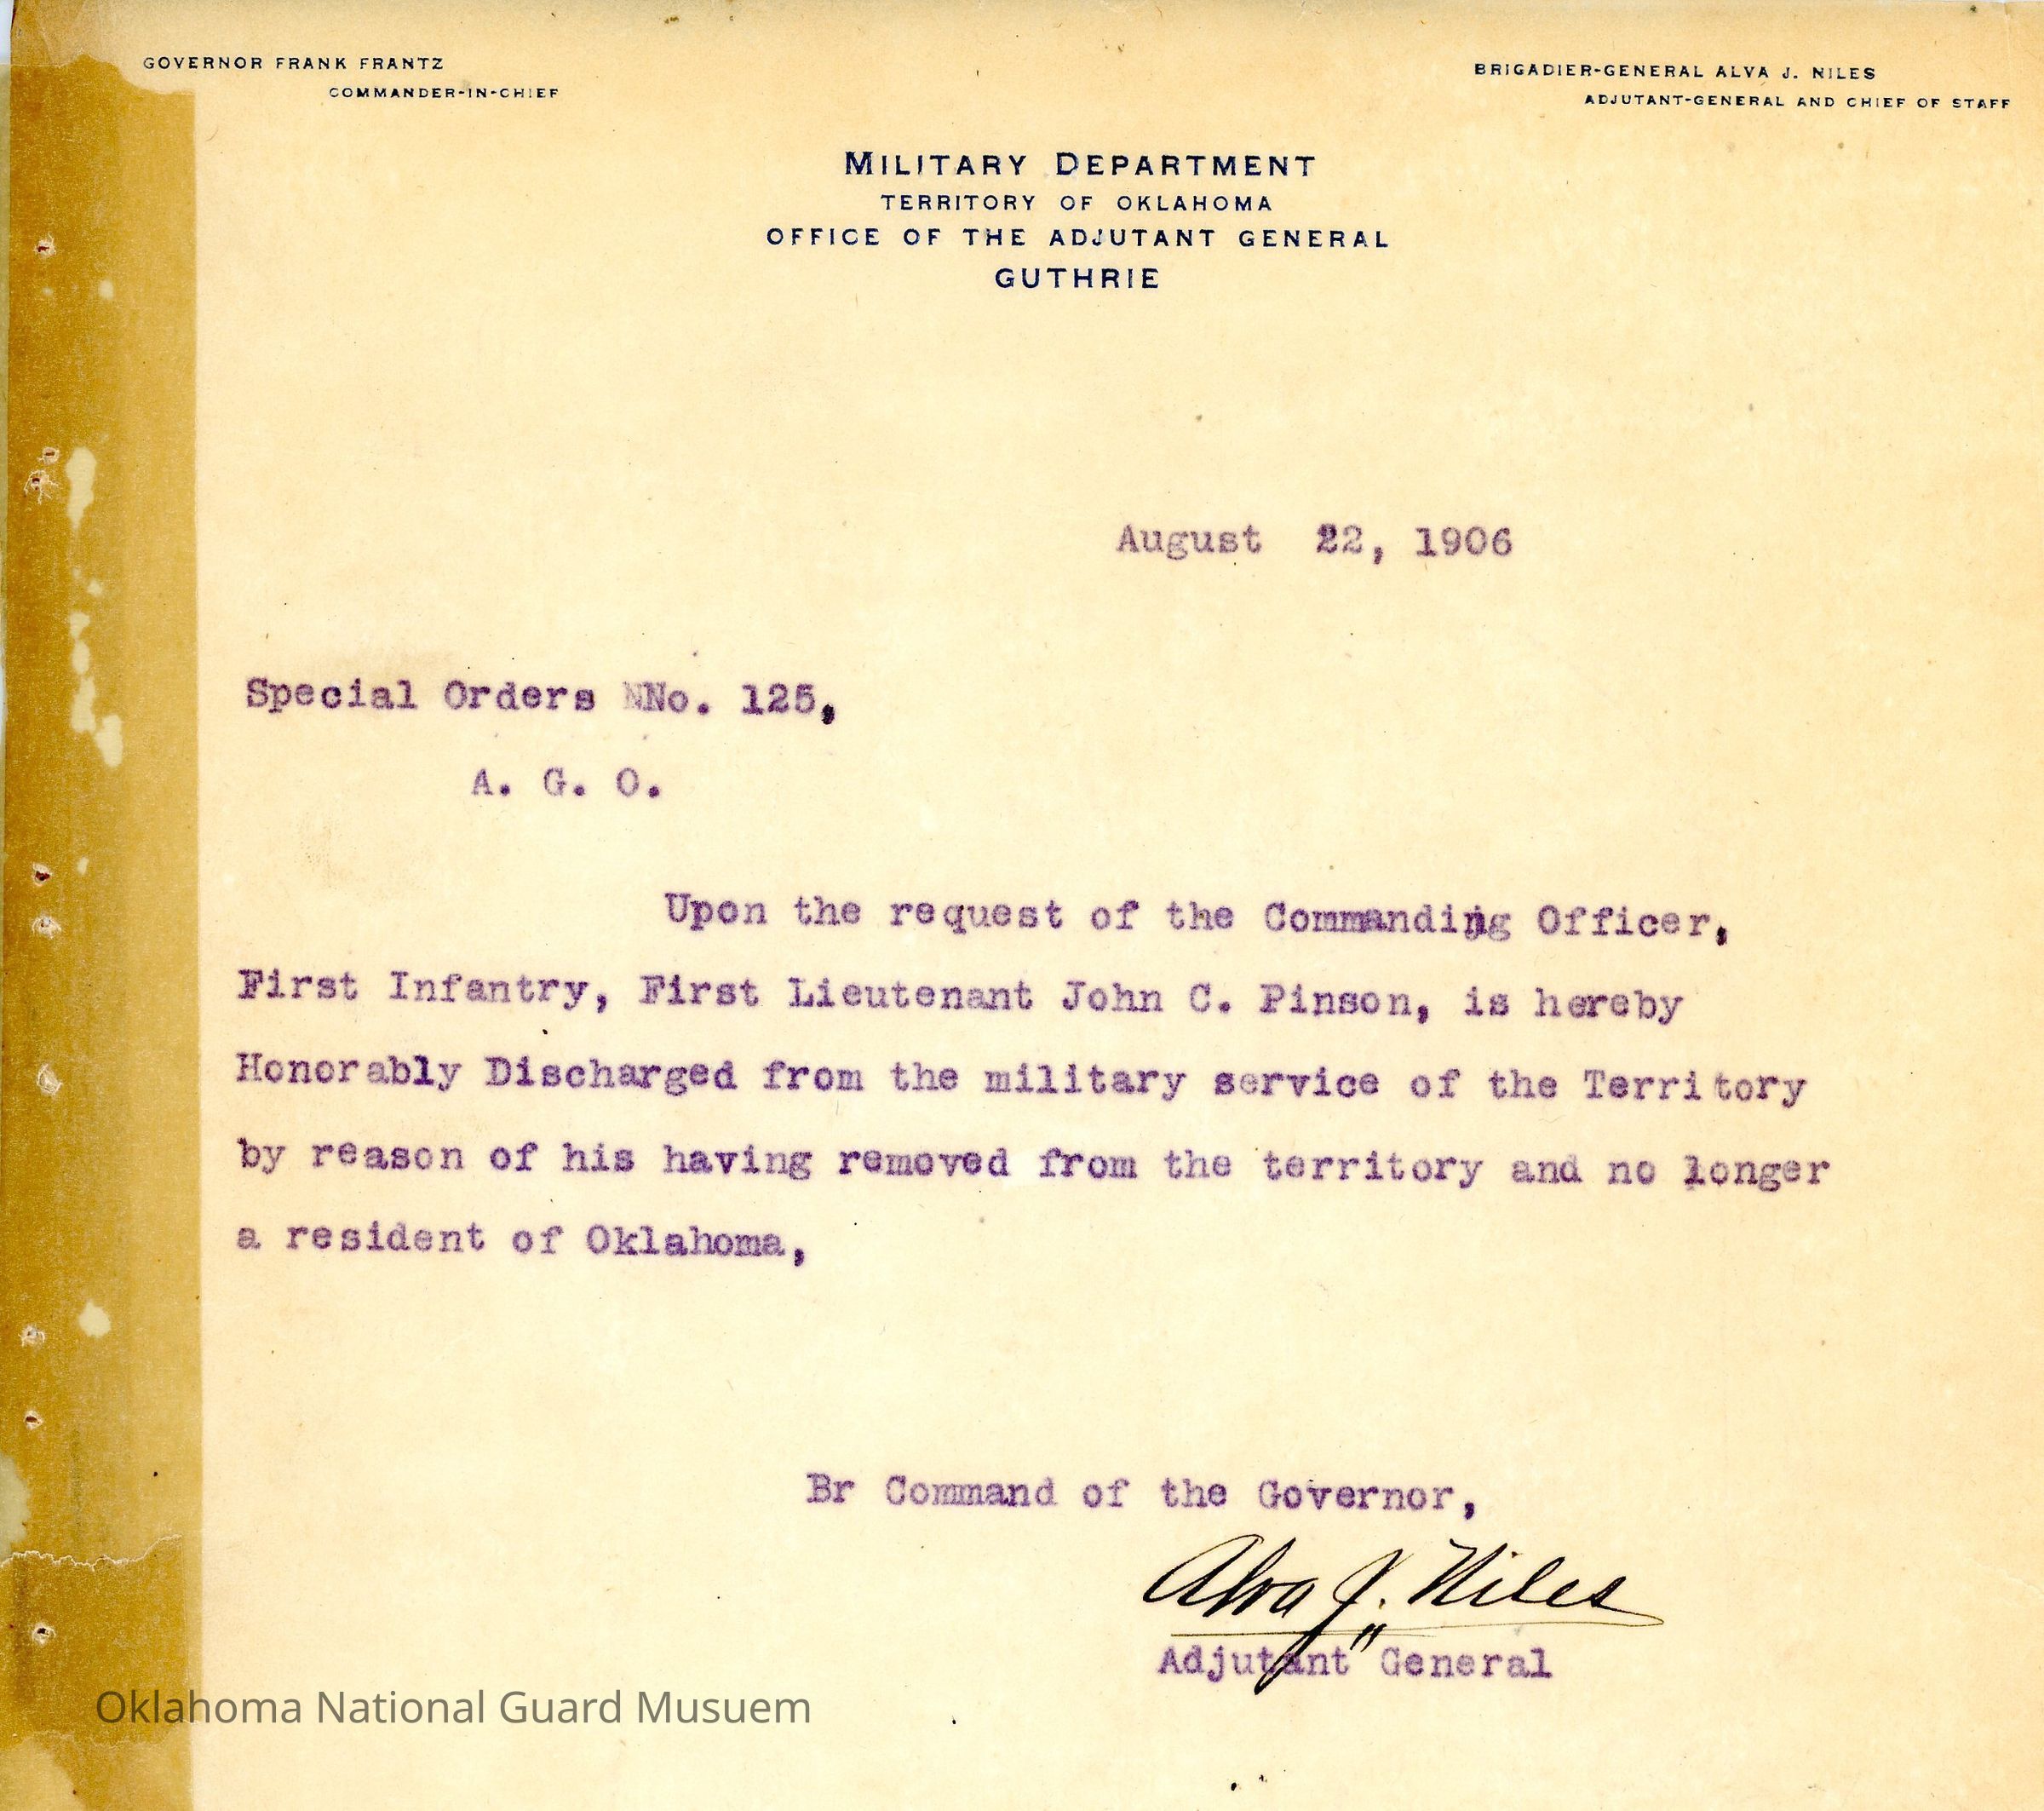 GOVERNOR FRANK FRANTZ
COMMANDER-IN-CHIEF
BRIGADIER-GENERAL ALVA J. NILES
ADJUTANT-GENERAL AND CHIEF OF STAFF
MILITARY DEPARTMENT
TERRITORY OF OKLAHOMA
OFFICE OF THE ADJUTANT GENERAL
GUTHRIE
August 22, 1906
Special Orders NNo. 125,
A. G. O.
Upon the request of the Commanding Officer,
First Infantry, First Lieutenant John C. Pinson, is hereby
Honorably Discharged from the military service of the Territory
by reason of his having removed from the territory and no longer
a resident of Oklahoma,
Br Command of the Governor,
Alva J. Niles
Adjutant General
Oklahoma National Guard Musuem